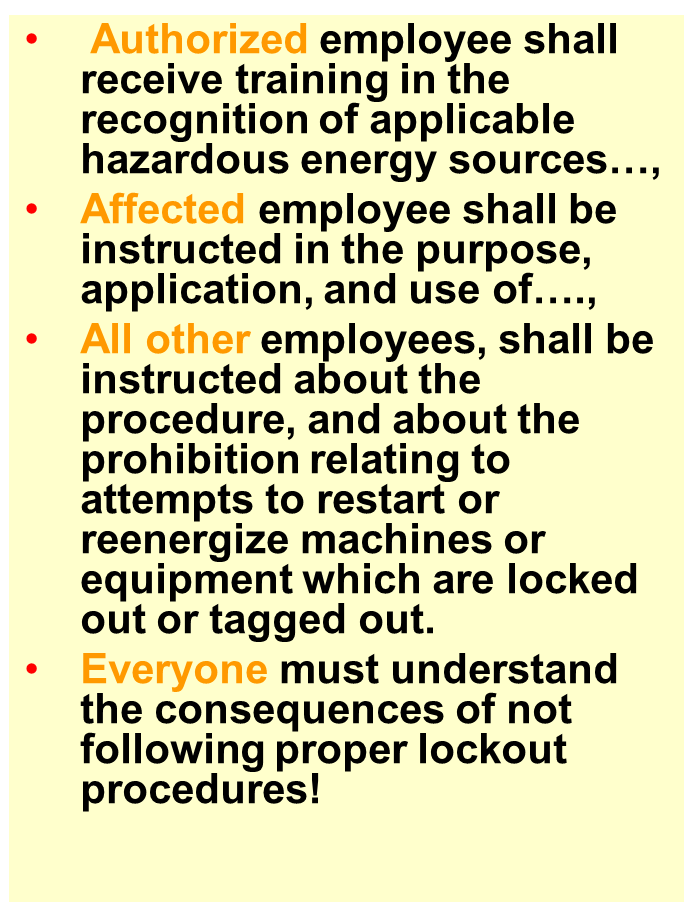 • Authorized employee shall
receive training in the
recognition of applicable
hazardous energy sources…,
• Affected employee shall be
instructed in the purpose,
application, and use of….,
• All other employees, shall be
instructed about the
procedure, and about the
prohibition relating to
attempts to restart or
reenergize machines or
equipment which are locked
out or tagged out.
• Everyone must understand
the consequences of not
following proper lockout
procedures!